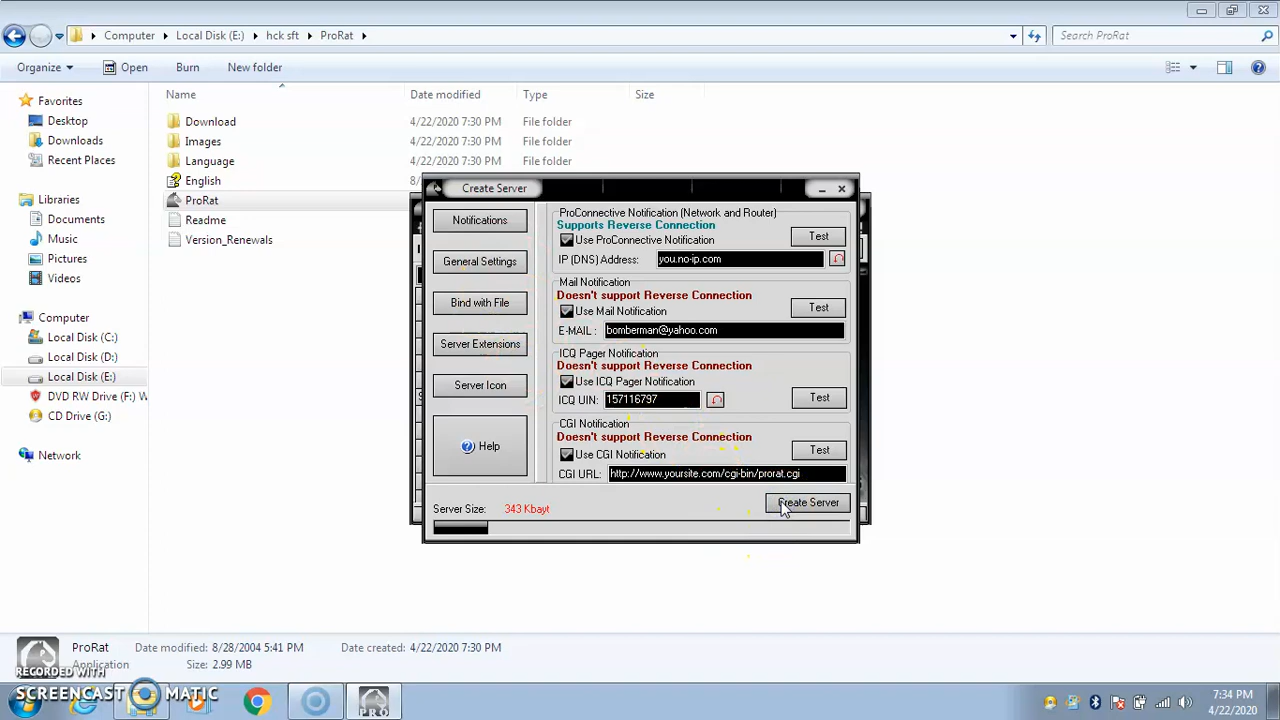 Computer Local Disk (E:) hck sft ProRat
Search ProRat
Organize Open Burn New folder
Name Date modified Type Size
Favorites
Desktop
Downloads
Recent Places
Libraries
Documents
Music
Pictures
Videos
Computer
Local Disk (C:)
Local Disk (D:)
Local Disk (E:)
DVD RW Drive (F:) W
CD Drive (G:)
Network
Download 4/22/2020 7:30 PM File folder
Images 4/22/2020 7:30 PM File folder
Language 4/22/2020 7:30 PM File folder
English
ProRat
Readme
Version_Renewals
Create Server
Notifications
General Settings
Bind with File
Server Extensions
Server Icon
Help
ProConnective Notification (Network and Router)
Supports Reverse Connection
Use ProConnective Notification Test
IP (DNS) Address: you.no-ip.com
Mail Notification
Doesn't support Reverse Connection
Use Mail Notification Test
E-MAIL : bomberman@yahoo.com
ICQ Pager Notification
Doesn't support Reverse Connection
Use ICQ Pager Notification
ICQ UIN: 157116797 Test
CGI Notification
Doesn't support Reverse Connection
Use CGI Notification Test
CGI URL: http://www.yoursite.com/cgi-bin/prorat.cgi
Create Server
Server Size: 343 Kbayt
ProRat Date modified: 8/28/2004 5:41 PM Date created: 4/22/2020 7:30 PM
Application Size: 2.99 MB
RECORDED WITH
SCREENCAST MATIC
PRO
7:34 PM
4/22/2020